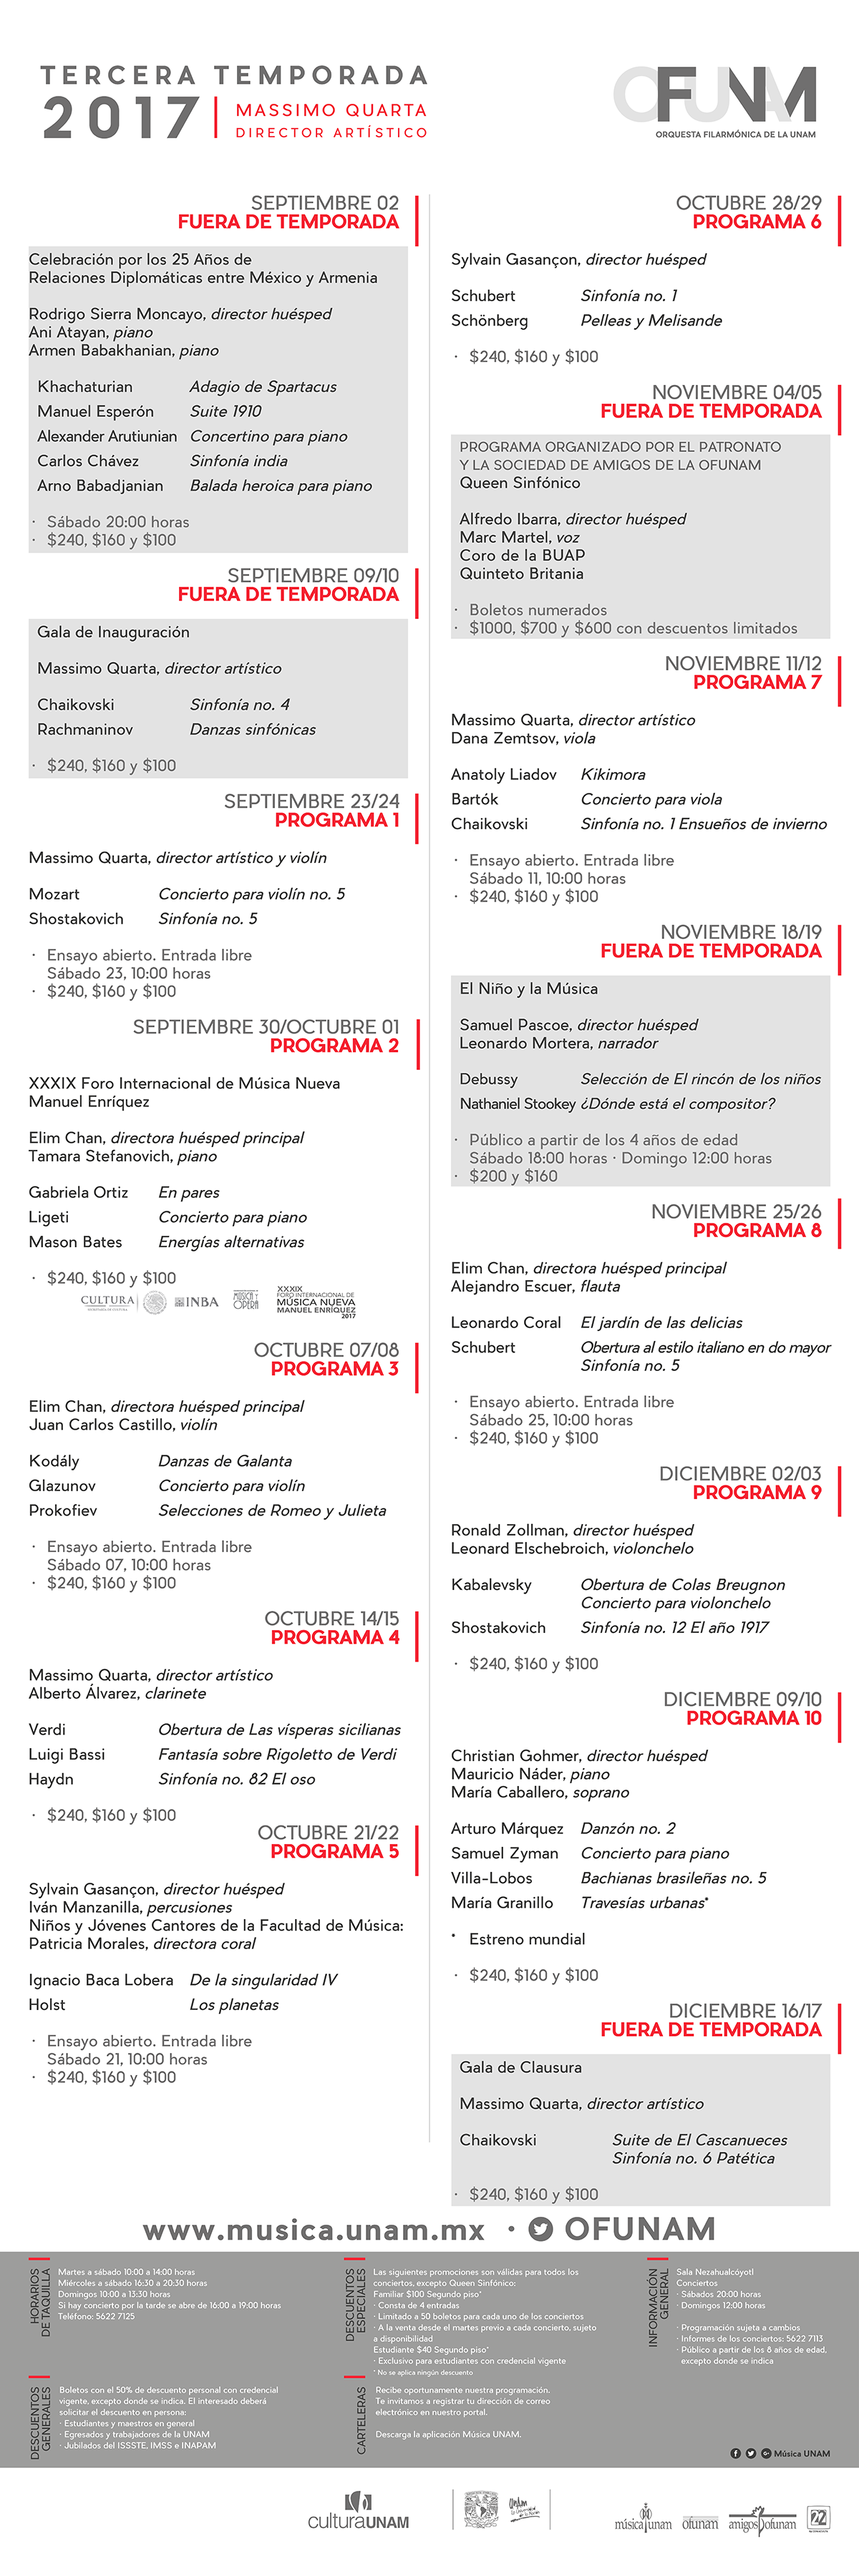 TERCERA TEMPORADA
2017
MASSIMO QUARTA
DIRECTOR ARTÍSTICO
OFUNAM
ORQUESTA FILARMÓNICA DE LA UNAM
SEPTIEMBRE 02
FUERA DE TEMPORADA
Celebración por los 25 Años de
Relaciones Diplomáticas entre México y Armenia
Rodrigo Sierra Moncayo, director huésped
Ani Atayan, piano
Armen Babakhanian, piano
Khachaturian Adagio de Spartacus
Manuel Esperón Suite 1910
Alexander Arutiunian Concertino para piano
Carlos Chávez Sinfonía india
Arno Babadjanian Balada heroica para piano
· Sábado 20:00 horas
· $240, $160 y $100
SEPTIEMBRE 09/10
FUERA DE TEMPORADA
Gala de Inauguración
Massimo Quarta, director artístico
Chaikovski Sinfonía no. 4
Rachmaninov Danzas sinfónicas
· $240, $160 y $100
SEPTIEMBRE 23/24
PROGRAMA 1
Massimo Quarta, director artístico y violín
Mozart Concierto para violín no. 5
Shostakovich Sinfonía no. 5
· Ensayo abierto. Entrada libre
Sábado 23, 10:00 horas
· $240, $160 y $100
SEPTIEMBRE 30/OCTUBRE 01
PROGRAMA 2
XXXIX Foro Internacional de Música Nueva
Manuel Enríquez
Elim Chan, directora huésped principal
Tamara Stefanovich, piano
Gabriela Ortiz En pares
Ligeti Concierto para piano
Mason Bates Energías alternativas
· $240, $160 y $100
CULTURA
INBA
MÚSICA Y
OPERA
XXXIX
FORO INTERNACIONAL DE
MÚSICA NUEVA
MANUEL ENRÍQUEZ
2017
OCTUBRE 07/08
PROGRAMA 3
Elim Chan, directora huésped principal
Juan Carlos Castillo, violín
Kodály Danzas de Galanta
Glazunov Concierto para violín
Prokofiev Selecciones de Romeo y Julieta
· Ensayo abierto. Entrada libre
Sábado 07, 10:00 horas
· $240, $160 y $100
OCTUBRE 14/15
PROGRAMA 4
Massimo Quarta, director artístico
Alberto Álvarez, clarinete
Verdi Obertura de Las vísperas sicilianas
Luigi Bassi Fantasía sobre Rigoletto de Verdi
Haydn Sinfonía no. 82 El oso
· $240, $160 y $100
OCTUBRE 21/22
PROGRAMA 5
Sylvain Gasançon, director huésped
Iván Manzanilla, percusiones
Niños y Jóvenes Cantores de la Facultad de Música:
Patricia Morales, directora coral
Ignacio Baca Lobera De la singularidad IV
Holst Los planetas
· Ensayo abierto. Entrada libre
Sábado 21, 10:00 horas
· $240, $160 y $100
OCTUBRE 28/29
PROGRAMA 6
Sylvain Gasançon, director huésped
Schubert Sinfonía no. 1
Schönberg Pelleas y Melisande
· $240, $160 y $100
NOVIEMBRE 04/05
FUERA DE TEMPORADA
PROGRAMA ORGANIZADO POR EL PATRONATO
Y LA SOCIEDAD DE AMIGOS DE LA OFUNAM
Queen Sinfónico
Alfredo Ibarra, director huésped
Marc Martel, voz
Coro de la BUAP
Quinteto Britania
· Boletos numerados
· $1000, $700 y $600 con descuentos limitados
NOVIEMBRE 11/12
PROGRAMA 7
Massimo Quarta, director artístico
Dana Zemtsov, viola
Anatoly Liadov Kikimora
Bartók Concierto para viola
Chaikovski Sinfonía no. 1 Ensueños de invierno
· Ensayo abierto. Entrada libre
Sábado 11, 10:00 horas
· $240, $160 y $100
NOVIEMBRE 18/19
FUERA DE TEMPORADA
El Niño y la Música
Samuel Pascoe, director huésped
Leonardo Mortera, narrador
Debussy Selección de El rincón de los niños
Nathaniel Stookey ¿Dónde está el compositor?
· Público a partir de los 4 años de edad
Sábado 18:00 horas · Domingo 12:00 horas
· $200 y $160
NOVIEMBRE 25/26
PROGRAMA 8
Elim Chan, directora huésped principal
Alejandro Escuer, flauta
Leonardo Coral El jardín de las delicias
Schubert Obertura al estilo italiano en do mayor
Sinfonía no. 5
· Ensayo abierto. Entrada libre
Sábado 25, 10:00 horas
· $240, $160 y $100
DICIEMBRE 02/03
PROGRAMA 9
Ronald Zollman, director huésped
Leonard Elschebroich, violonchelo
Kabalevsky Obertura de Colas Breugnon
Concierto para violonchelo
Shostakovich Sinfonía no. 12 El año 1917
· $240, $160 y $100
DICIEMBRE 09/10
PROGRAMA 10
Christian Gohmer, director huésped
Mauricio Náder, piano
María Caballero, soprano
Arturo Márquez Danzón no. 2
Samuel Zyman Concierto para piano
Villa-Lobos Bachianas brasileñas no. 5
María Granillo Travesías urbanas*
* Estreno mundial
· $240, $160 y $100
DICIEMBRE 16/17
FUERA DE TEMPORADA
Gala de Clausura
Massimo Quarta, director artístico
Chaikovski Suite de El Cascanueces
Sinfonía no. 6 Patética
· $240, $160 y $100
www.musica.unam.mx · OFUNAM
HORARIOS
DE TAQUILLA
Martes a sábado 10:00 a 14:00 horas
Miércoles a sábado 16:30 a 20:30 horas
Domingos 10:00 a 13:30 horas
Si hay concierto por la tarde se abre de 16:00 a 19:00 horas
Teléfono: 5622 7125
DESCUENTOS
GENERALES
Boletos con el 50% de descuento personal con credencial
vigente, excepto donde se indica. El interesado deberá
solicitar el descuento en persona:
· Estudiantes y maestros en general
· Egresados y trabajadores de la UNAM
· Jubilados del ISSSTE, IMSS e INAPAM
DESCUENTOS
ESPECIALES
Las siguientes promociones son válidas para todos los
conciertos, excepto Queen Sinfónico:
Familiar $100 Segundo piso*
· Consta de 4 entradas
· Limitado a 50 boletos para cada uno de los conciertos
· A la venta desde el martes previo a cada concierto, sujeto
a disponibilidad
Estudiante $40 Segundo piso*
· Exclusivo para estudiantes con credencial vigente
* No se aplica ningún descuento
CARTELERAS
Recibe oportunamente nuestra programación.
Te invitamos a registrar tu dirección de correo
electrónico en nuestro portal.
Descarga la aplicación Música UNAM.
INFORMACIÓN
GENERAL
Sala Nezahualcóyotl
Conciertos
· Sábados 20:00 horas
· Domingos 12:00 horas
· Programación sujeta a cambios
· Informes de los conciertos: 5622 7113
· Público a partir de los 8 años de edad,
excepto donde se indica
Música UNAM
culturaUNAM
música unam
ofunam
amigos ofunam
22